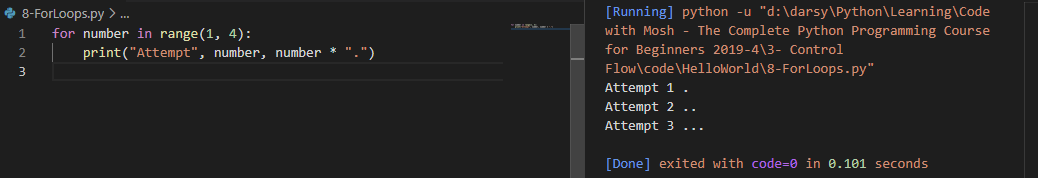 8-ForLoops.py > ...
1 for number in range(1, 4):
2     print("Attempt", number, number * ".")
3
[Running] python -u "d:\darsy\Python\Learning\Code
with Mosh - The Complete Python Programming Course
for Beginners 2019-4\3- Control
Flow\code\HelloWorld\8-ForLoops.py"
Attempt 1 .
Attempt 2 ..
Attempt 3 ...
[Done] exited with code=0 in 0.101 seconds